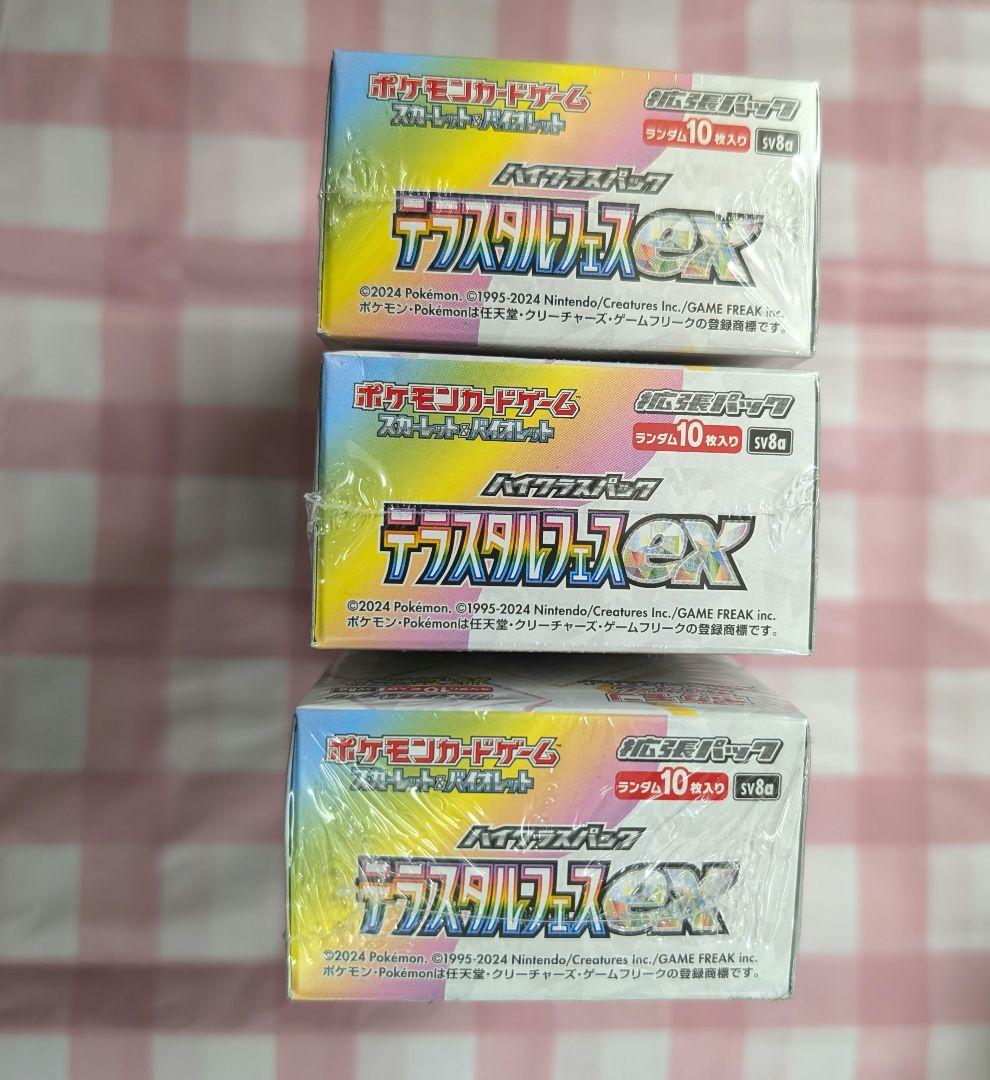 ポケモンカードゲーム
スカーレット&バイオレット
拡張パック
ランダム10枚入り sv8a
ハイクラスパック
テラスタルフェスex
©2024 Pokémon. ©1995-2024 Nintendo/Creatures Inc./GAME FREAK inc.
ポケモン・Pokémonは任天堂・クリーチャーズ・ゲームフリークの登録商標です。
ポケモンカードゲーム
スカーレット&バイオレット
拡張パック
ランダム10枚入り sv8a
ハイクラスパック
テラスタルフェスex
©2024 Pokémon. ©1995-2024 Nintendo/Creatures Inc./GAME FREAK inc.
ポケモン・Pokémonは任天堂・クリーチャーズ・ゲームフリークの登録商標です。
ポケモンカードゲーム
スカーレット&バイオレット
拡張パック
ランダム10枚入り sv8a
ハイクラスパック
テラスタルフェスex
©2024 Pokémon. ©1995-2024 Nintendo/Creatures Inc./GAME FREAK inc.
ポケモン・Pokémonは任天堂・クリーチャーズ・ゲームフリークの登録商標です。